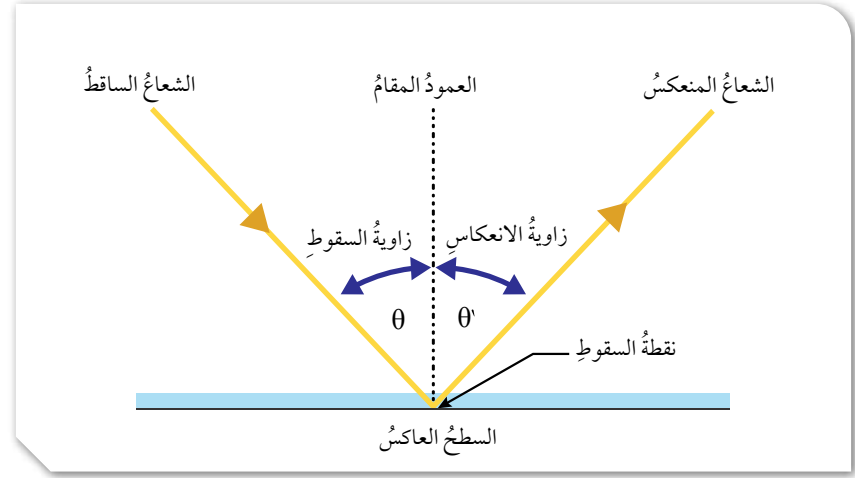 الشعاعُ المنعكسُ
العمودُ المقامُ
الشعاعُ الساقطُ
زاويةُ الانعكاسِ
زاويةُ السقوطِ
θ'
θ
نقطةُ السقوطِ
السطحُ العاكسُ